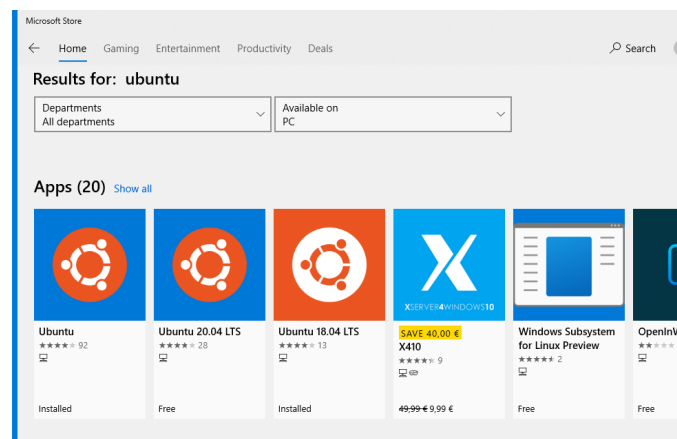 Microsoft Store
Home Gaming Entertainment Productivity Deals Search
Results for: ubuntu
Departments
All departments
Available on
PC
Apps (20) Show all
Ubuntu
92
Installed
Ubuntu 20.04 LTS
28
Free
Ubuntu 18.04 LTS
13
Installed
XSERVER4WINDOWS10
SAVE 40,00 €
X410
9
49,99 € 9,99 €
Windows Subsystem
for Linux Preview
2
Free
OpenInW
Free